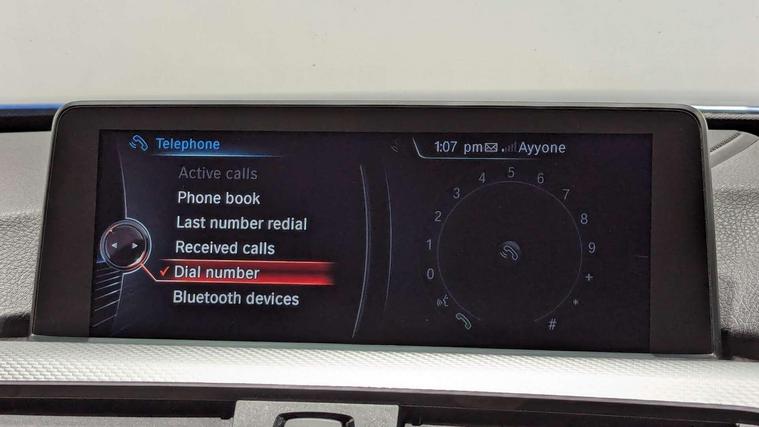 Telephone
1:07 pm Ayyone
Active calls
Phone book
Last number redial
Received calls
Dial number
Bluetooth devices
0 1 2 3 4 5 6 7 8 9 + * #